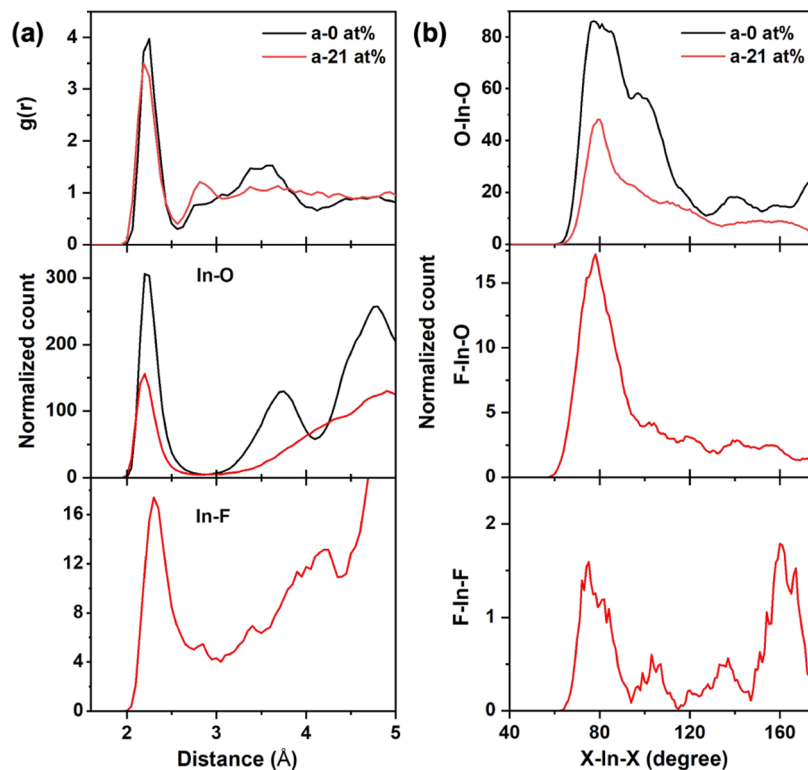 (a)
a-0 at%
a-21 at%
g(r)
4
3
2
1
0
In-O
Normalized count
300
200
100
0
In-F
16
12
8
4
0
2
3
4
5
Distance (Å)
(b)
a-0 at%
a-21 at%
O-In-O
80
60
40
20
0
Normalized count
F-In-O
15
10
5
0
F-In-F
2
1
0
40
80
120
160
X-In-X (degree)